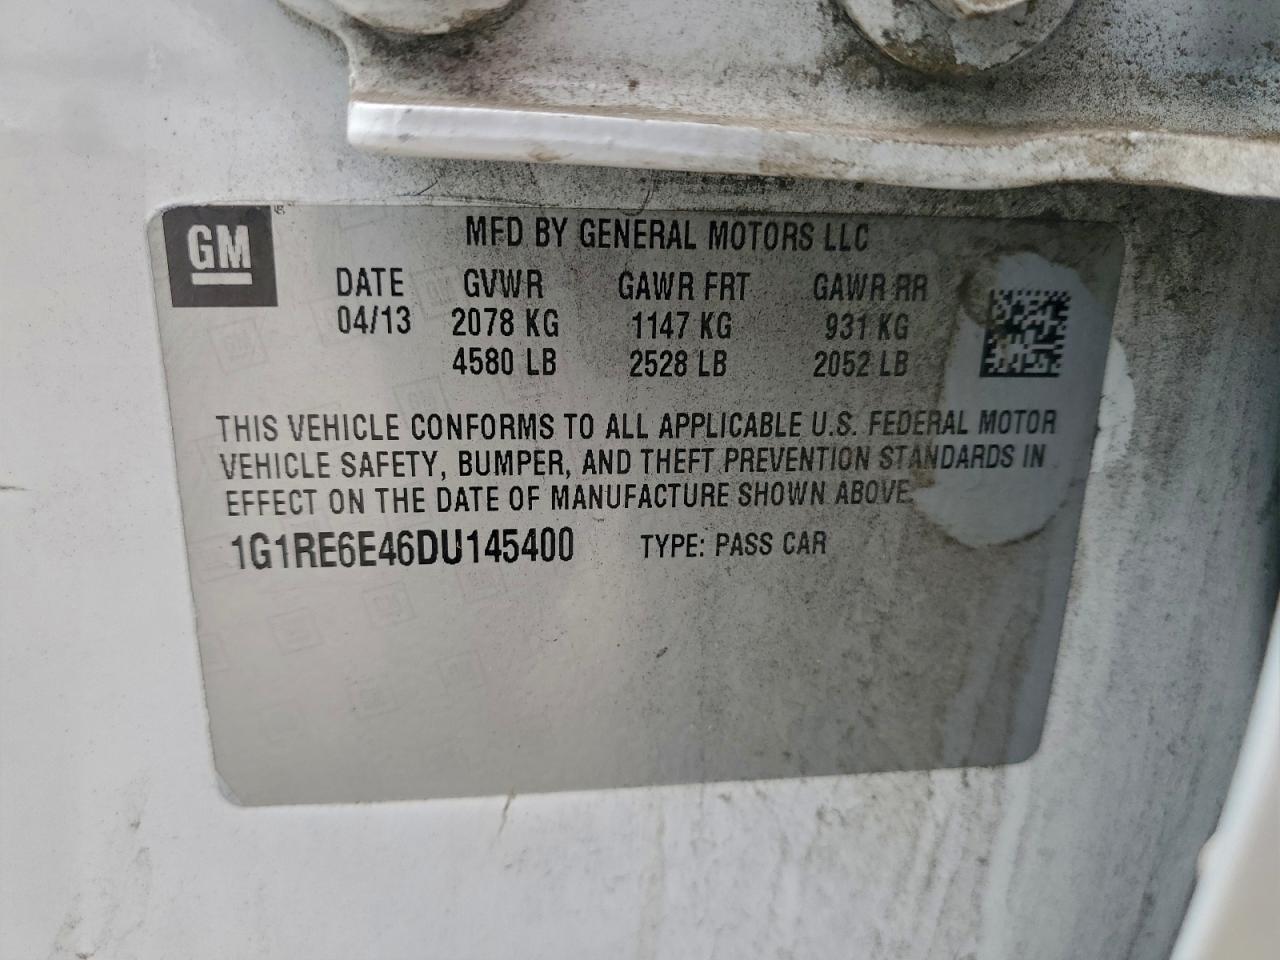 GM
MFD BY GENERAL MOTORS LLC
DATE GVWR GAWR FRT GAWR RR
04/13 2078 KG 1147 KG 931 KG
4580 LB 2528 LB 2052 LB
THIS VEHICLE CONFORMS TO ALL APPLICABLE U.S. FEDERAL MOTOR
VEHICLE SAFETY, BUMPER, AND THEFT PREVENTION STANDARDS IN
EFFECT ON THE DATE OF MANUFACTURE SHOWN ABOVE.
1G1RE6E46DU145400 TYPE: PASS CAR